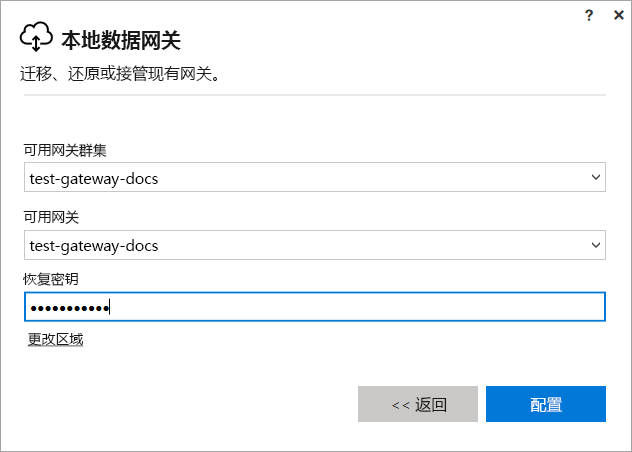 ?
本地数据网关
迁移、还原或接管现有网关。
可用网关群集
test-gateway-docs
可用网关
test-gateway-docs
恢复密钥
•••••••••••
更改区域
<< 返回
配置